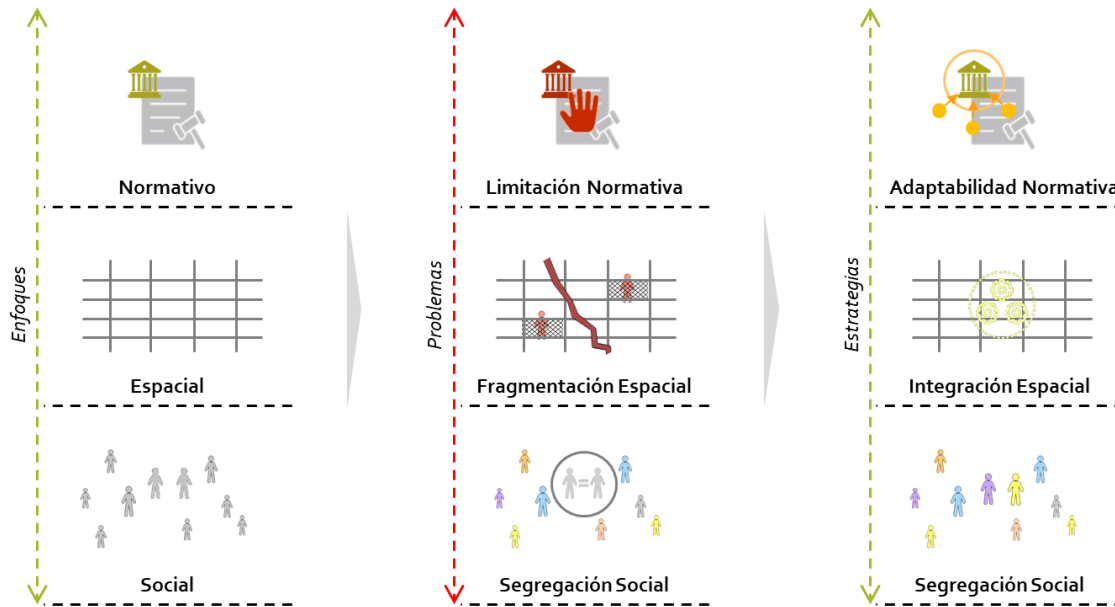 Enfoques
Normativo
Espacial
Social
Problemas
Limitación Normativa
Fragmentación Espacial
=
Segregación Social
Estrategias
Adaptabilidad Normativa
Integración Espacial
Segregación Social